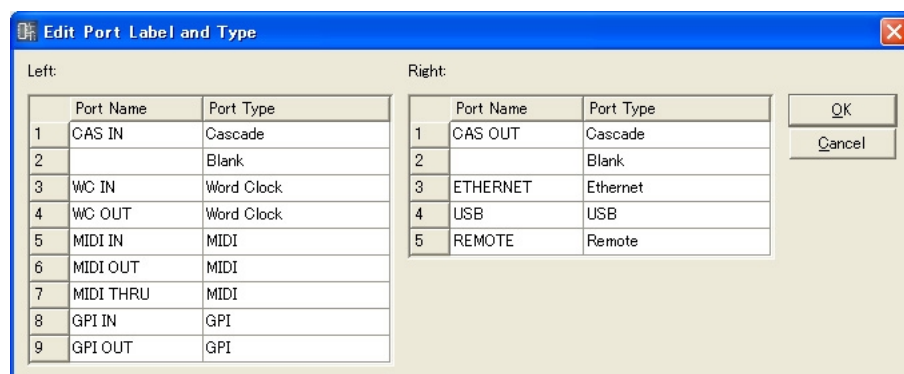 Edit Port Label and Type
Left:
Port Name Port Type
1 CAS IN Cascade
2 Blank
3 WC IN Word Clock
4 WC OUT Word Clock
5 MIDI IN MIDI
6 MIDI OUT MIDI
7 MIDI THRU MIDI
8 GPI IN GPI
9 GPI OUT GPI
Right:
Port Name Port Type
1 CAS OUT Cascade
2 Blank
3 ETHERNET Ethernet
4 USB USB
5 REMOTE Remote
OK
Cancel